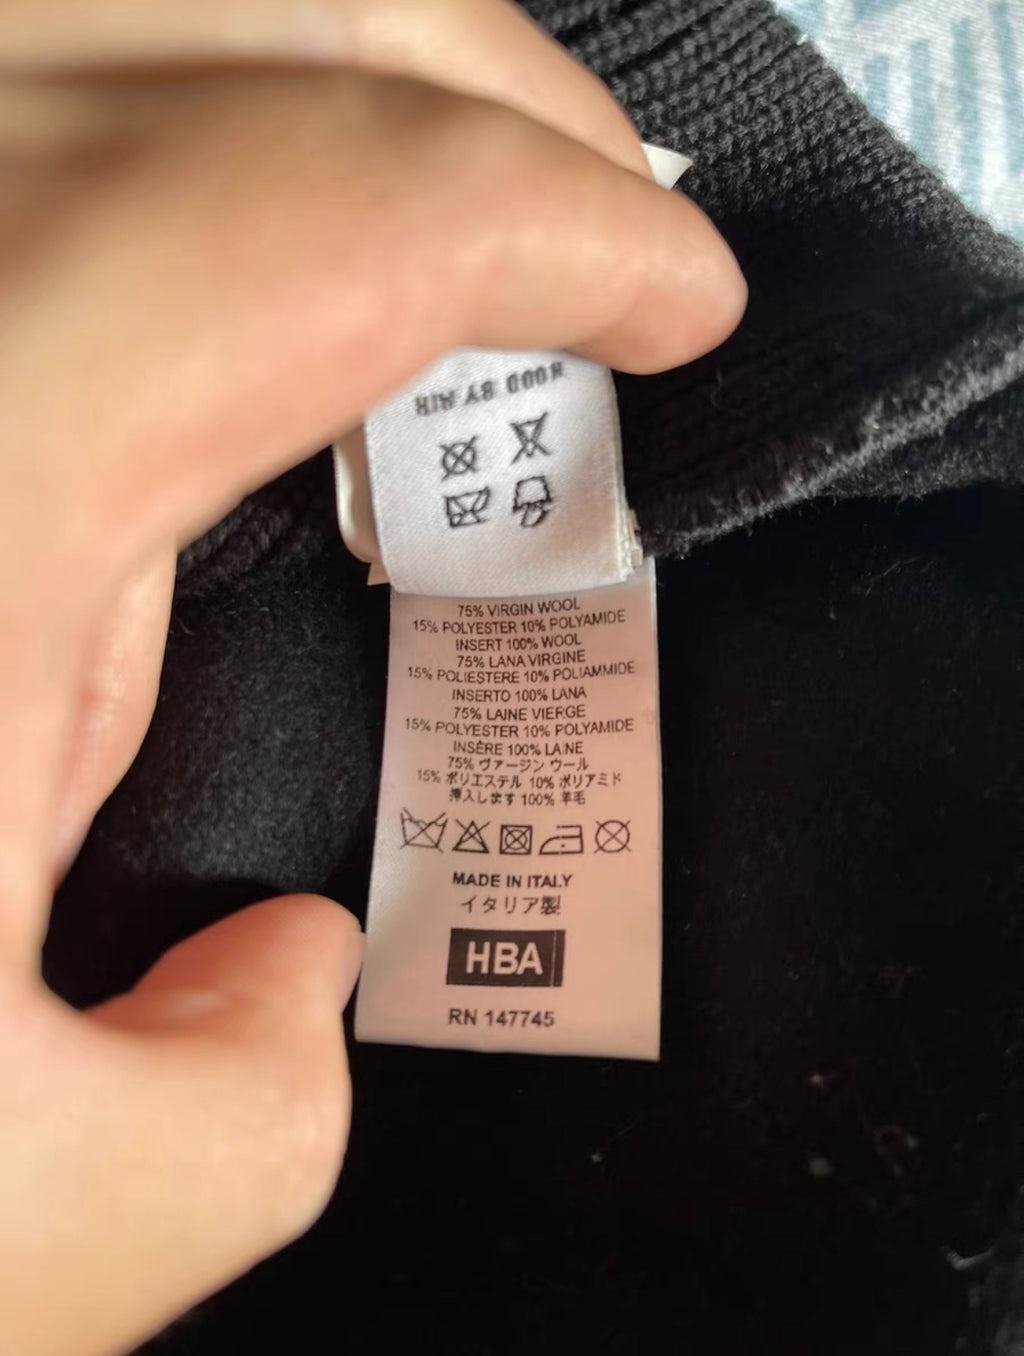 HOOD BY AIR
75% VIRGIN WOOL
15% POLYESTER 10% POLYAMIDE
INSERT 100% WOOL
75% LANA VIRGINE
15% POLIESTERE 10% POLIAMMIDE
INSERTO 100% LANA
75% LAINE VIERGE
15% POLYESTER 10% POLYAMIDE
INSÈRE 100% LAINE
75% ヴァージン ウール
15% ポリエステル 10% ポリアミド
押入します 100% 羊毛
MADE IN ITALY
イタリア製
HBA
RN 147745